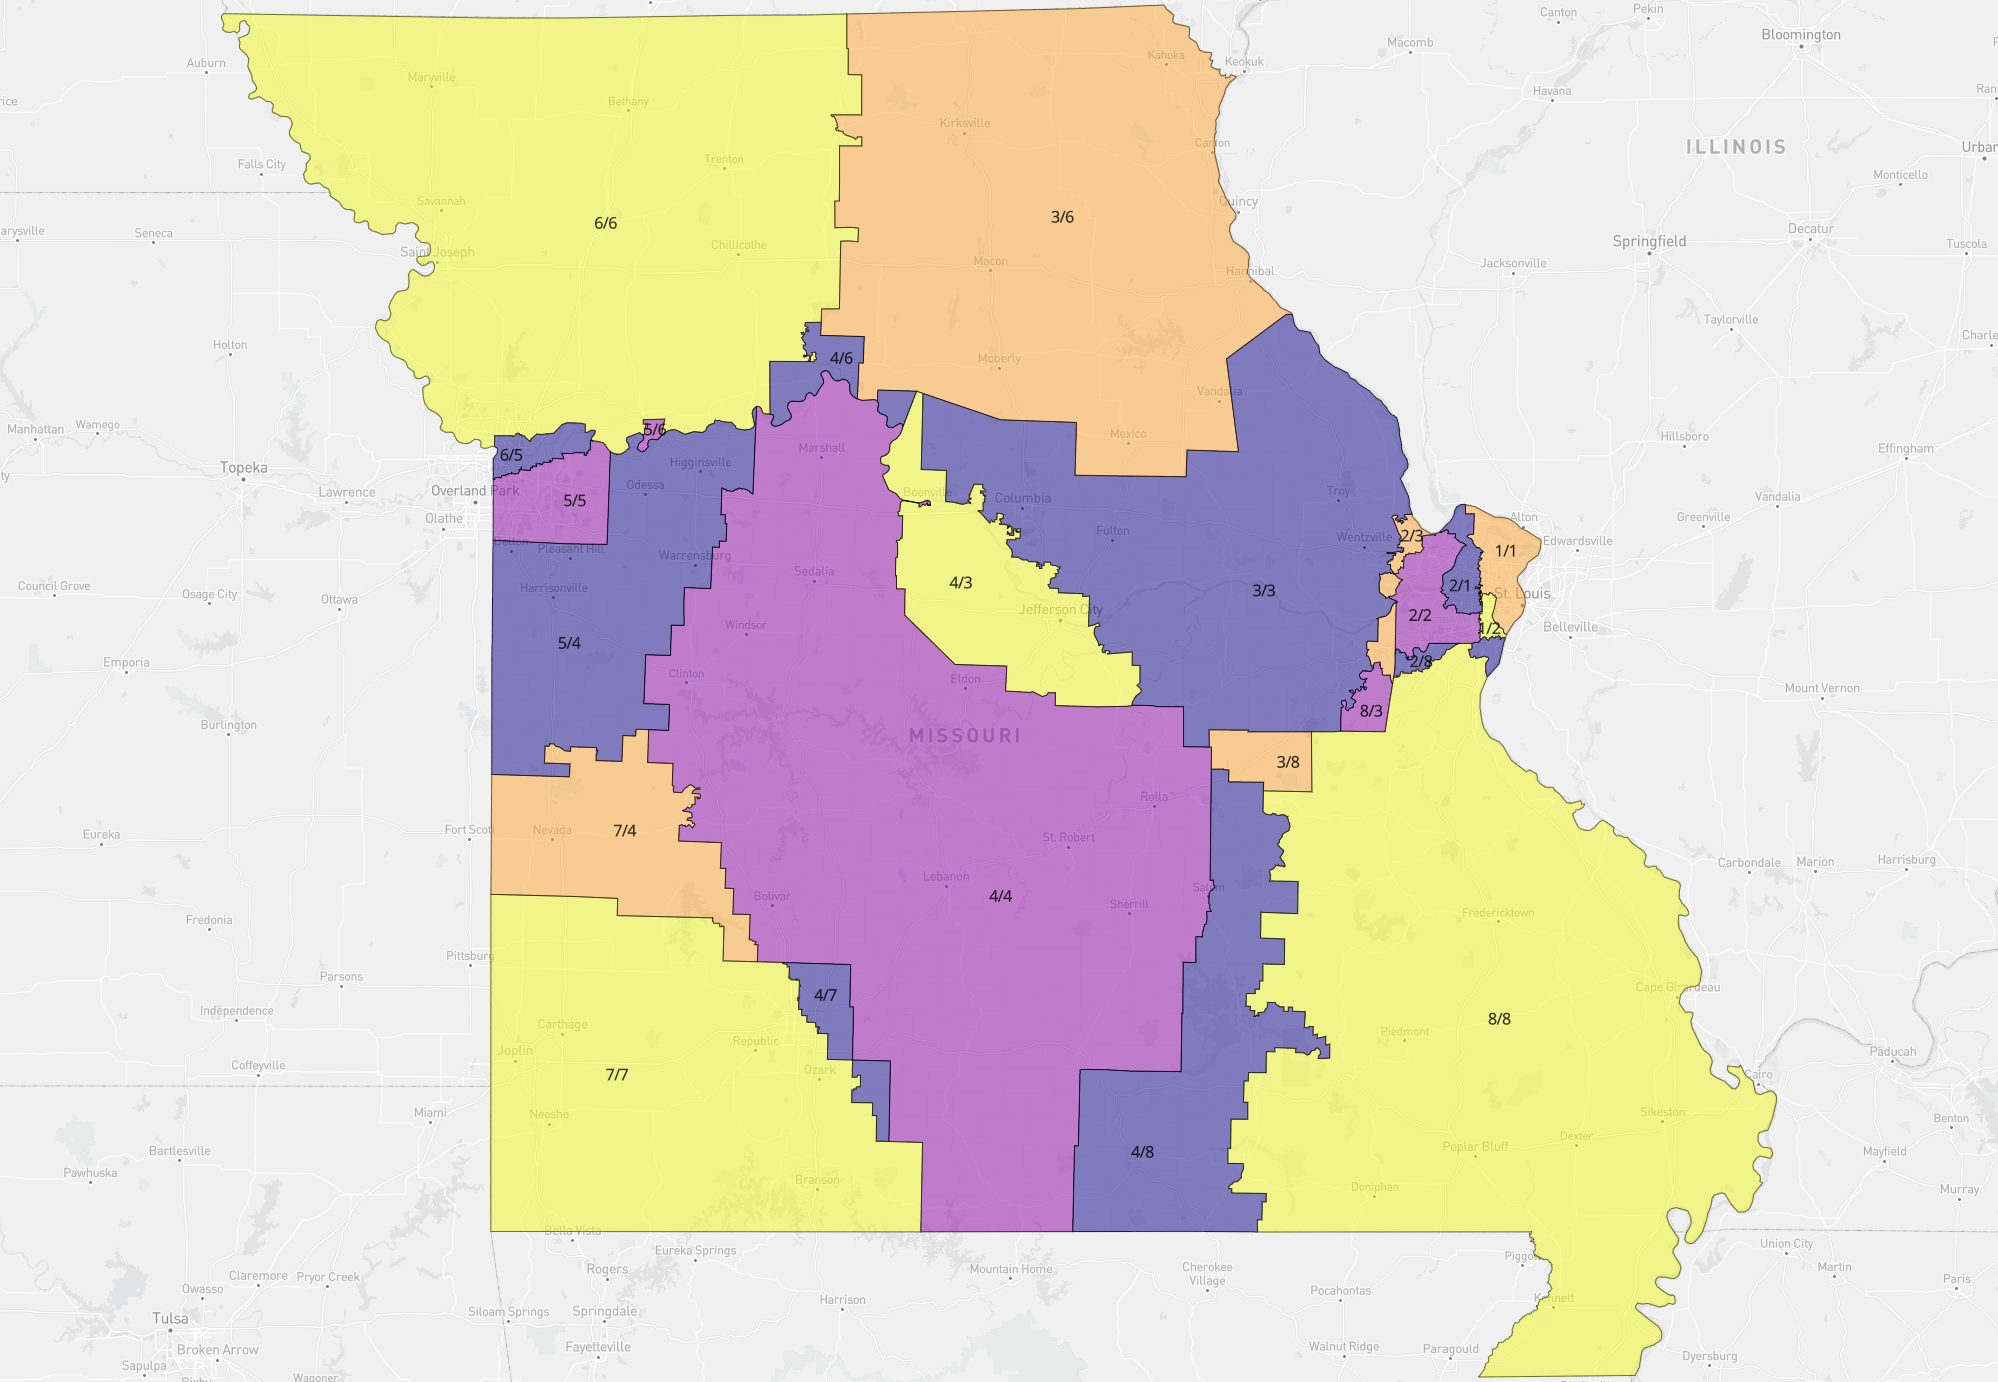 Pekin
Canton
Bloomington
Macomb
Kahoka
Keokuk
Auburn
Maryville
Havana
Bethany
Kirksville
Canton
ILLINOIS
Falls City
Trenton
Monticello
Savannah
Quincy
6/6
3/6
Seneca
Chillicothe
Springfield
Decatur
Tuscola
Saint Joseph
Macon
Hannibal
Jacksonville
Taylorville
Holton
4/6
Moberly
Vandalia
Manhattan
Wamego
5/6
Mexico
Hillsboro
Effingham
6/5
Marshall
Higginsville
Topeka
Odessa
Lawrence
Overland Park
5/5
Boonville
Columbia
Troy
Vandalia
Olathe
Alton
Greenville
Fulton
Wentzville
2/3
1/1
Edwardsville
Belton
Pleasant Hill
Warrensburg
Sedalia
4/3
Council Grove
Ottawa
Osage City
Harrisonville
3/3
2/1
St. Louis
Jefferson City
2/2
1/2
Belleville
Windsor
5/4
Emporia
2/8
Clinton
Eldon
Mount Vernon
8/3
Burlington
MISSOURI
3/8
Rolla
Eureka
Fort Scott
Nevada
7/4
St. Robert
Carbondale
Marion
Harrisburg
Lebanon
Salem
4/4
Bolivar
Sherrill
Fredericktown
Fredonia
Pittsburg
Parsons
Cape Girardeau
4/7
Independence
Carthage
8/8
Piedmont
Joplin
Republic
Paducah
Coffeyville
Ozark
7/7
Cairo
Miami
Neosho
Sikeston
Benton
Dexter
Bartlesville
4/8
Poplar Bluff
Mayfield
Pawhuska
Branson
Doniphan
Murray
Bella Vista
Eureka Springs
Union City
Rogers
Mountain Home
Cherokee
Village
Martin
Claremore
Pryor Creek
Paris
Owasso
Pocahontas
Kennett
Harrison
Siloam Springs
Springdale
Tulsa
Fayetteville
Walnut Ridge
Paragould
Broken Arrow
Dyersburg
Sapulpa
Wagoner